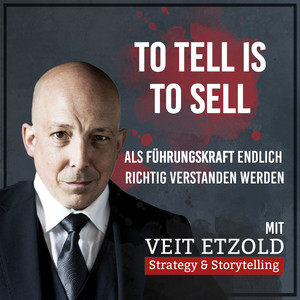 TO TELL IS
TO SELL
ALS FÜHRUNGSKRAFT ENDLICH
RICHTIG VERSTANDEN WERDEN
MIT
VEIT ETZOLD
Strategy & Storytelling